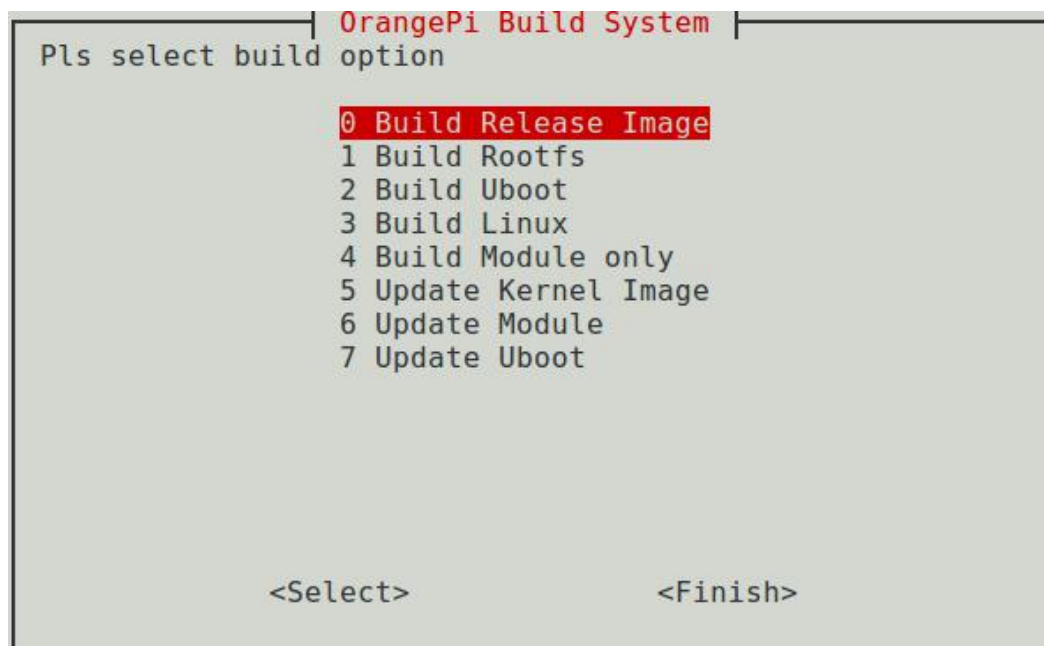 OrangePi Build System
Pls select build option
0 Build Release Image
1 Build Rootfs
2 Build Uboot
3 Build Linux
4 Build Module only
5 Update Kernel Image
6 Update Module
7 Update Uboot
<Select> <Finish>